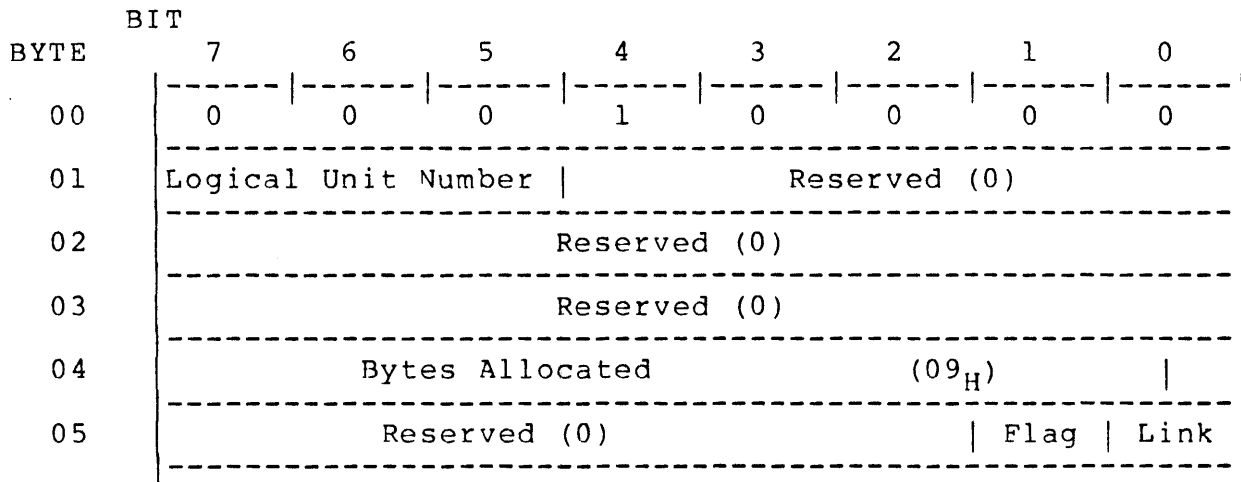 BIT
BYTE 7 6 5 4 3 2 1 0
|------|------|------|------|------|------|------|------
00 | 0 0 0 1 0 0 0 0
01 |Logical Unit Number | Reserved (0)
02 | Reserved (0)
03 | Reserved (0)
04 | Bytes Allocated (09H) |
05 | Reserved (0) | Flag | Link